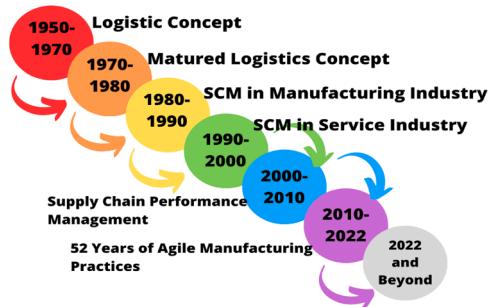 1950-
1970
Logistic Concept
1970-
1980
Matured Logistics Concept
1980-
1990
SCM in Manufacturing Industry
1990-
2000
SCM in Service Industry
2000-
2010
Supply Chain Performance
Management
2010-
2022
52 Years of Agile Manufacturing
Practices
2022
and
Beyond